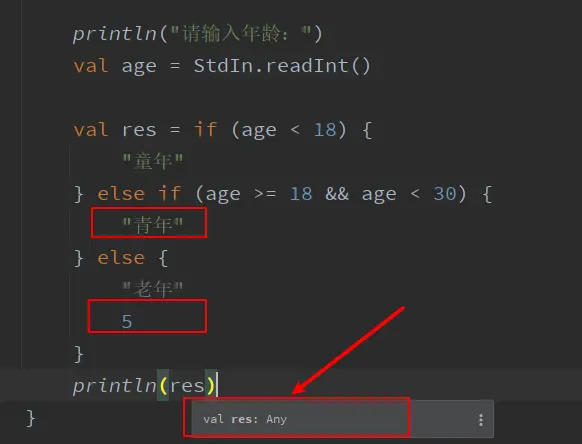 println("请输入年龄：")
val age = StdIn.readInt()
val res = if (age < 18) {
"童年"
} else if (age >= 18 && age < 30) {
"青年"
} else {
"老年"
5
}
println(res)
val res: Any
}